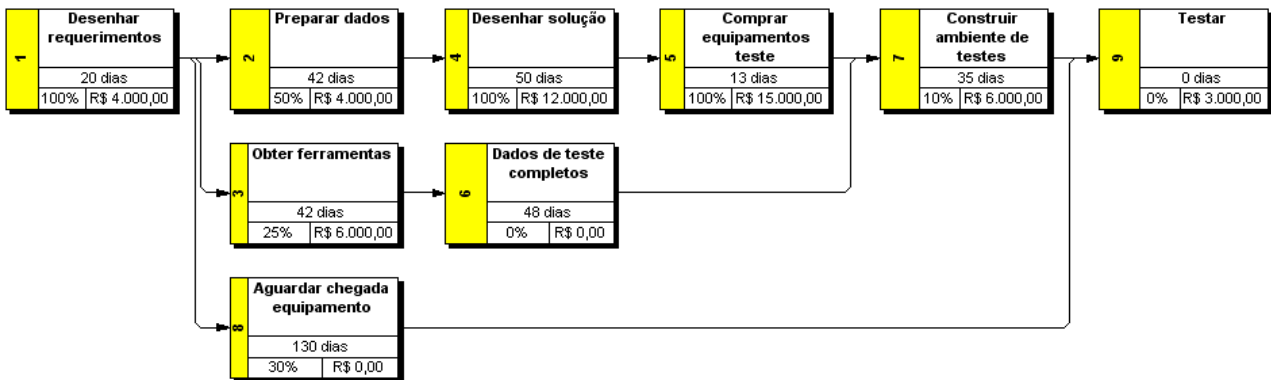 1
Desenhar
requerimentos
20 dias
100% R$ 4.000,00
2
Preparar dados
42 dias
50% R$ 4.000,00
4
Desenhar solução
50 dias
100% R$ 12.000,00
5
Comprar
equipamentos
teste
13 dias
100% R$ 15.000,00
7
Construir
ambiente de
testes
35 dias
10% R$ 6.000,00
9
Testar
0 dias
0% R$ 3.000,00
3
Obter ferramentas
42 dias
25% R$ 6.000,00
6
Dados de teste
completos
48 dias
0% R$ 0,00
8
Aguardar chegada
equipamento
130 dias
30% R$ 0,00